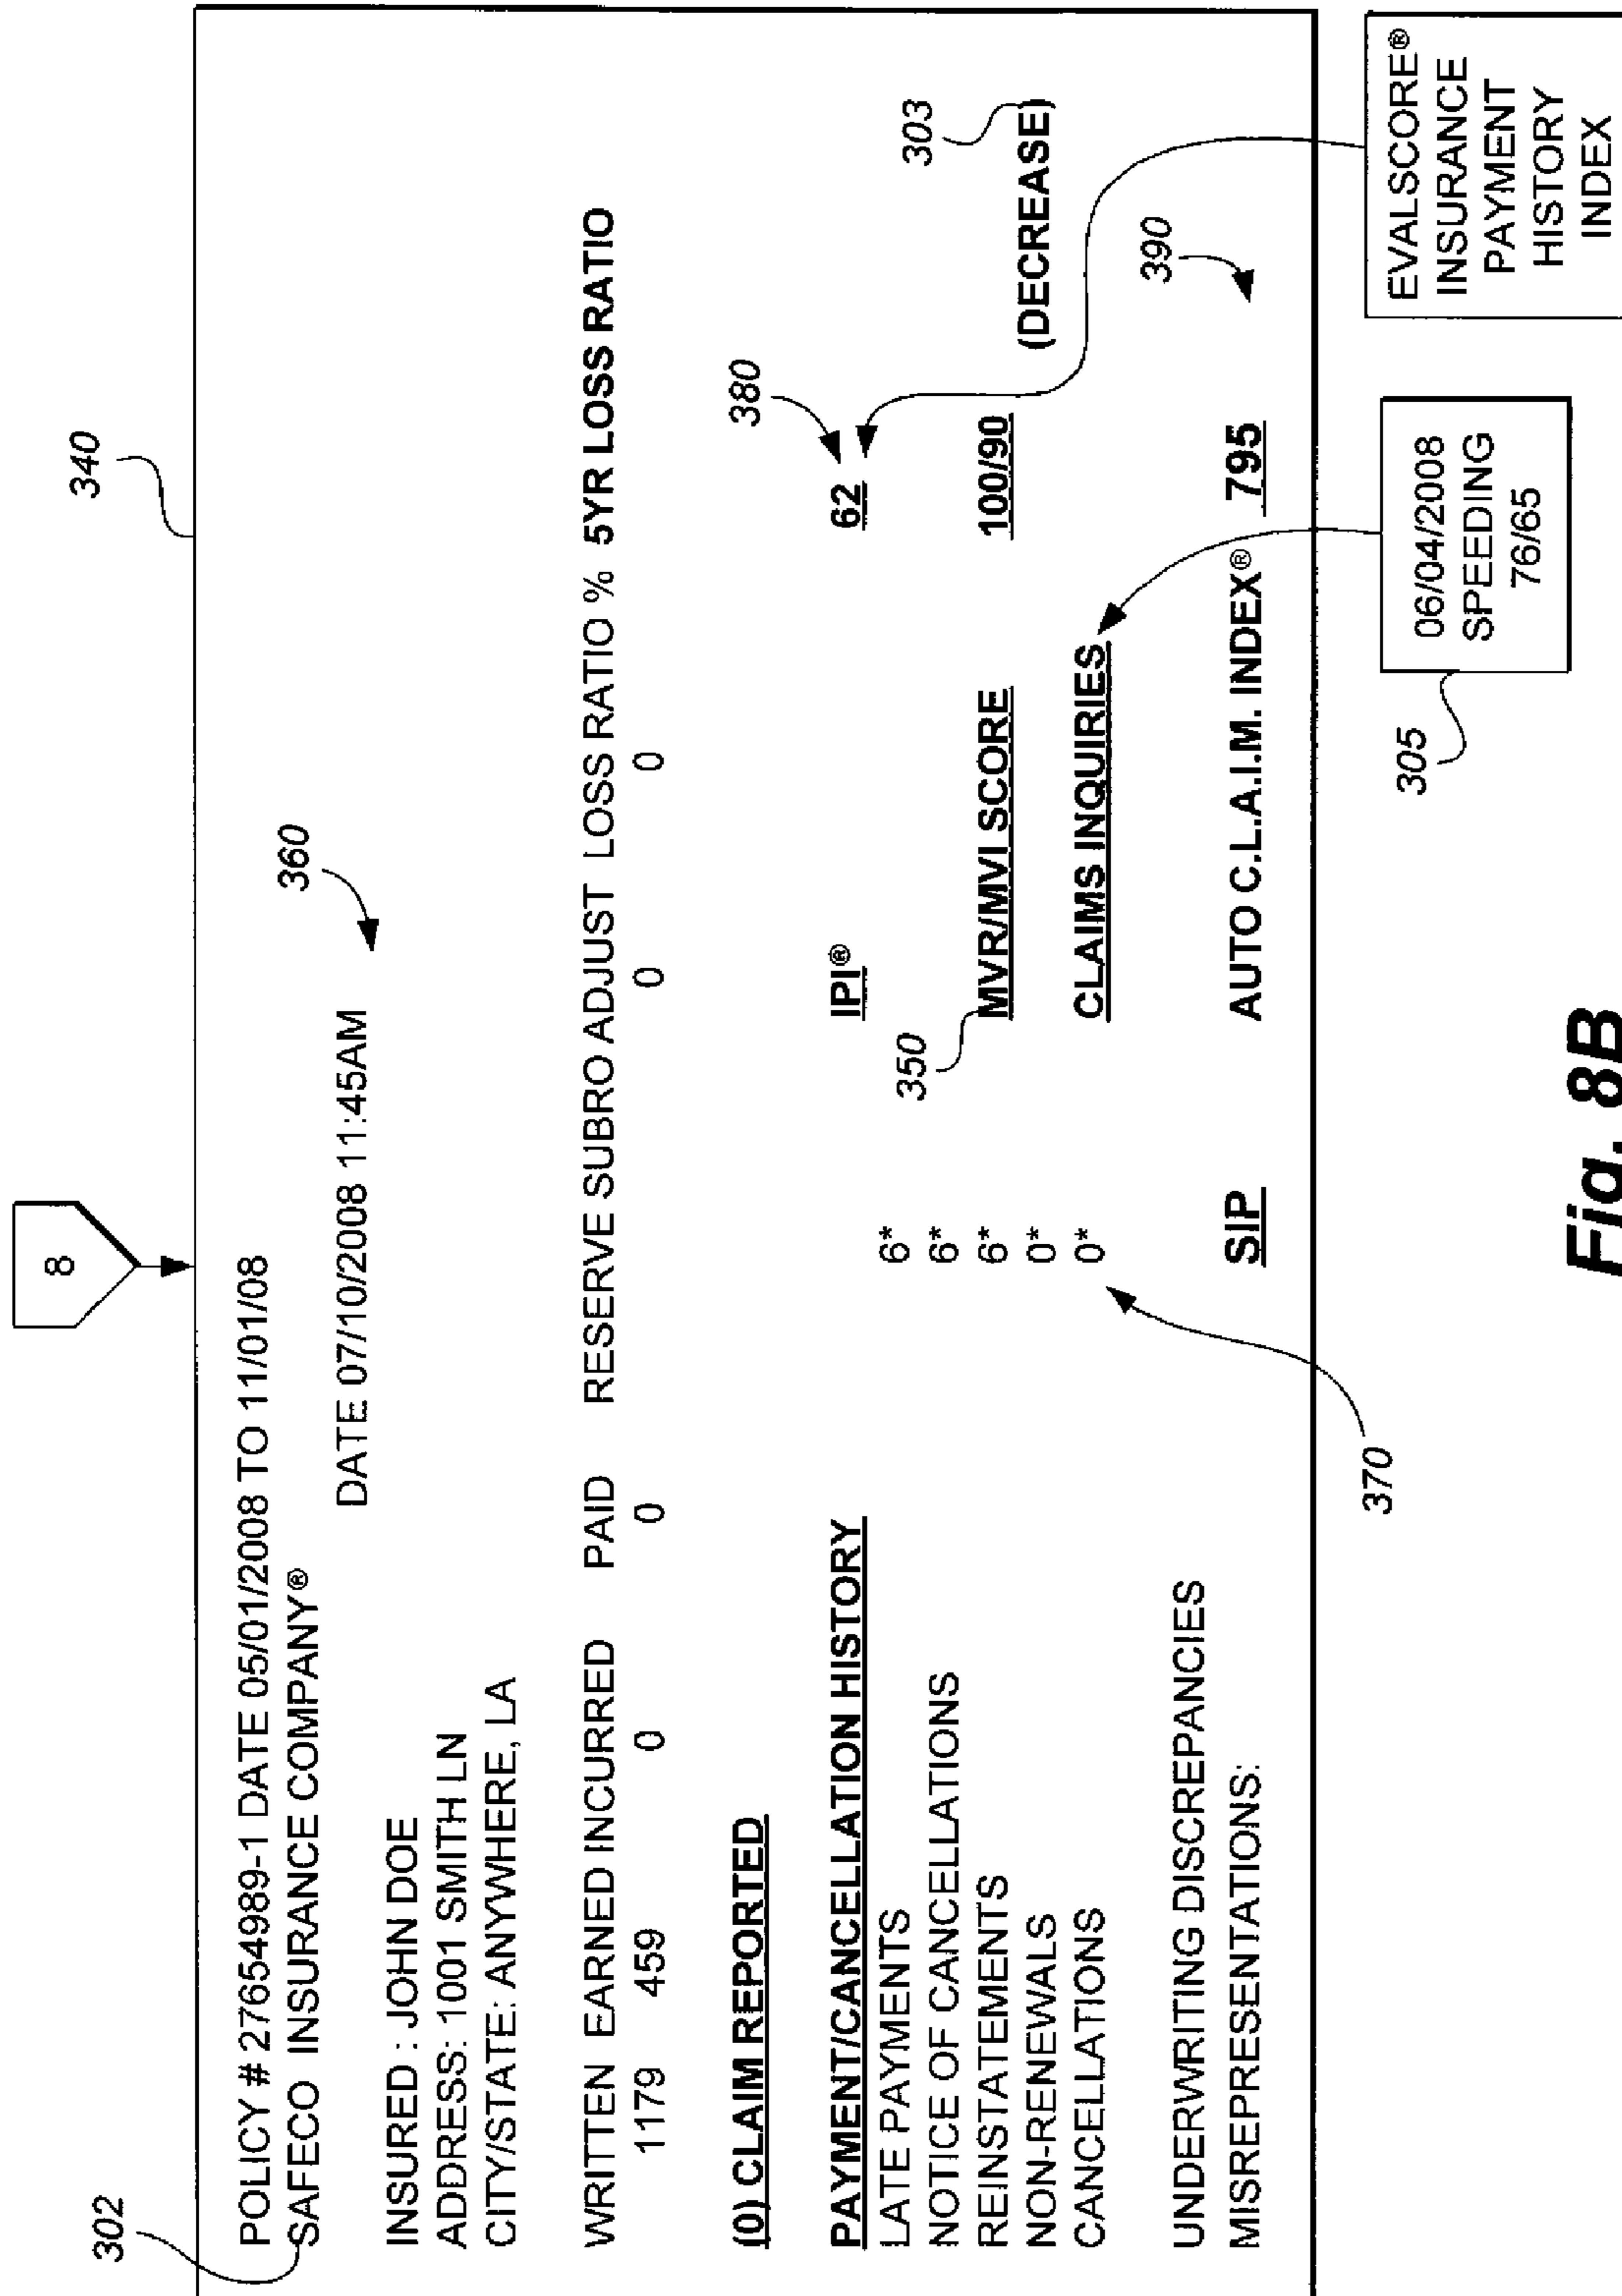 8
340
302
POLICY # 27654989-1 DATE 05/01/2008 TO 11/01/08
SAFECO INSURANCE COMPANY®
DATE 07/10/2008 11:45AM
360
INSURED : JOHN DOE
ADDRESS: 1001 SMITH LN
CITY/STATE: ANYWHERE, LA
WRITTEN EARNED INCURRED PAID RESERVE SUBRO ADJUST LOSS RATIO % 5YR LOSS RATIO
1179 459 0 0 0 0
(0) CLAIM REPORTED
380
PAYMENT/CANCELLATION HISTORY IPI® 62
LATE PAYMENTS 6*
NOTICE OF CANCELLATIONS 6*
350
303
REINSTATEMENTS 6* MVR/MVI SCORE 100/90
NON-RENEWALS 0* (DECREASE)
CANCELLATIONS 0* CLAIMS INQUIRIES
390
UNDERWRITING DISCREPANCIES
MISREPRESENTATIONS: SIP AUTO C.L.A.I.M. INDEX® 795
370
305
06/04/2008
SPEEDING
76/65
EVALSCORE®
INSURANCE
PAYMENT
HISTORY
INDEX
Fig. 8B